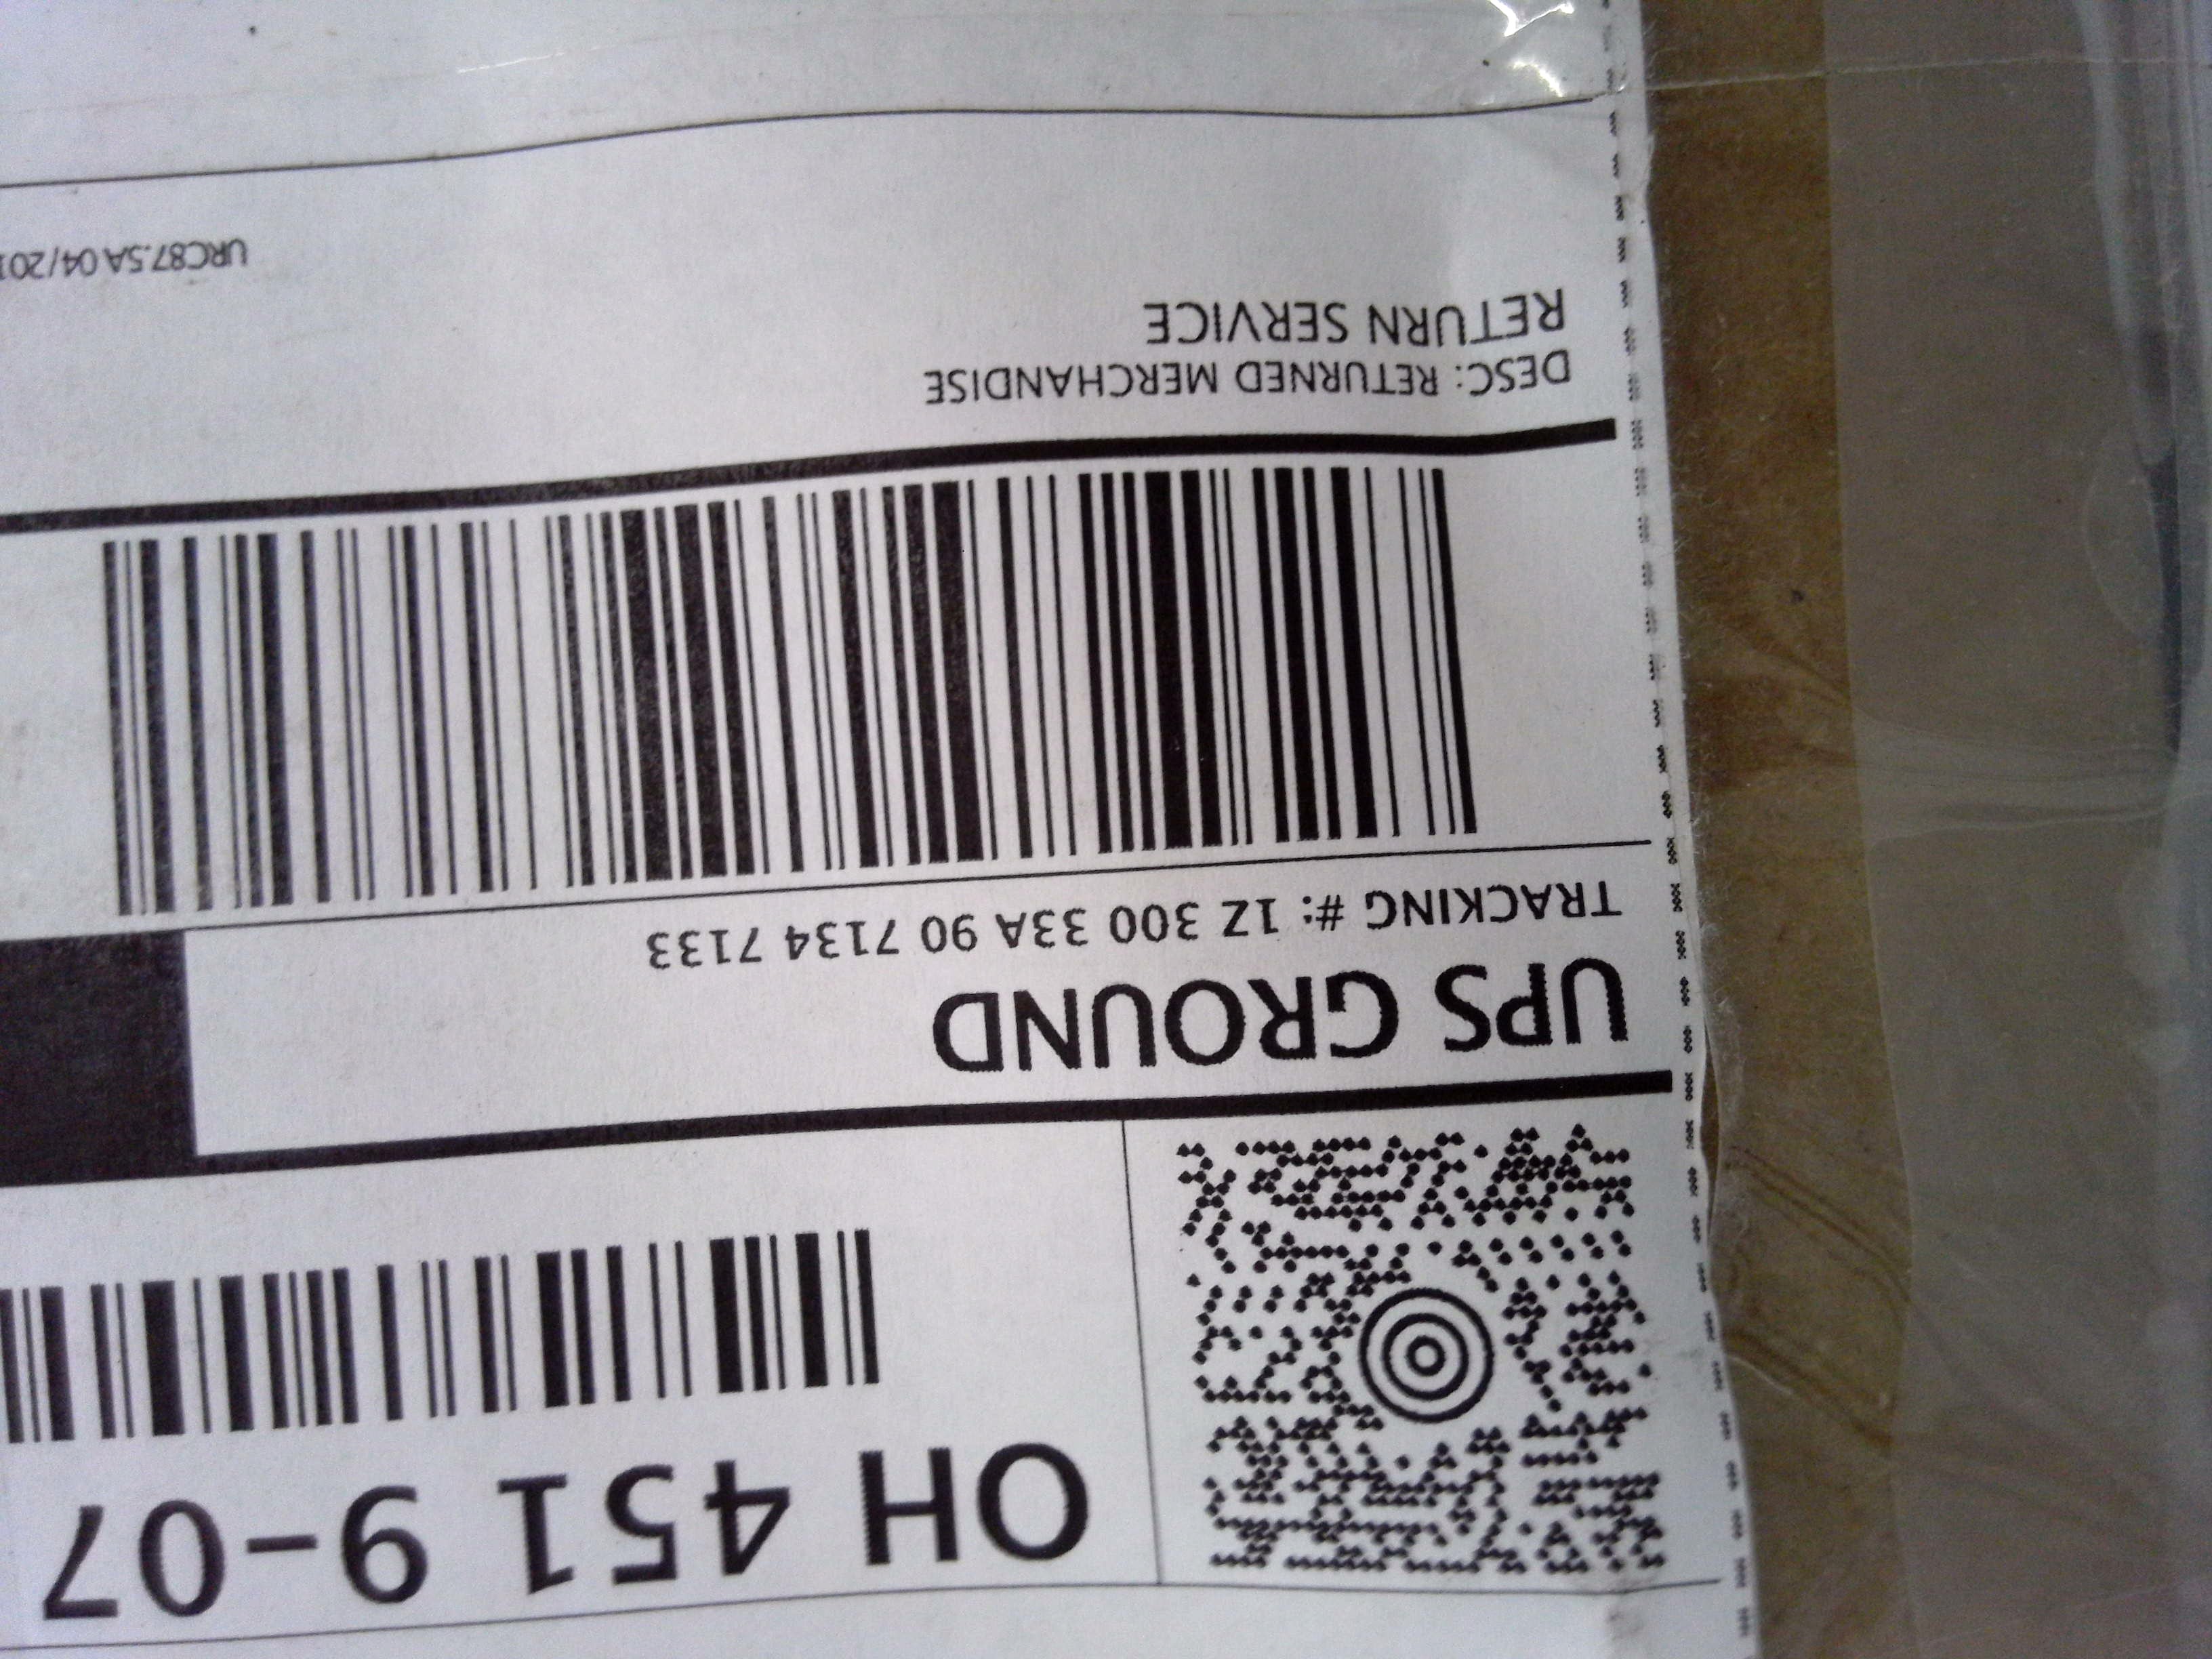 OH 451 9-07
UPS GROUND
TRACKING #: 1Z 300 33A 90 7134 7133
DESC: RETURNED MERCHANDISE
RETURN SERVICE
URC87.5A 04/201